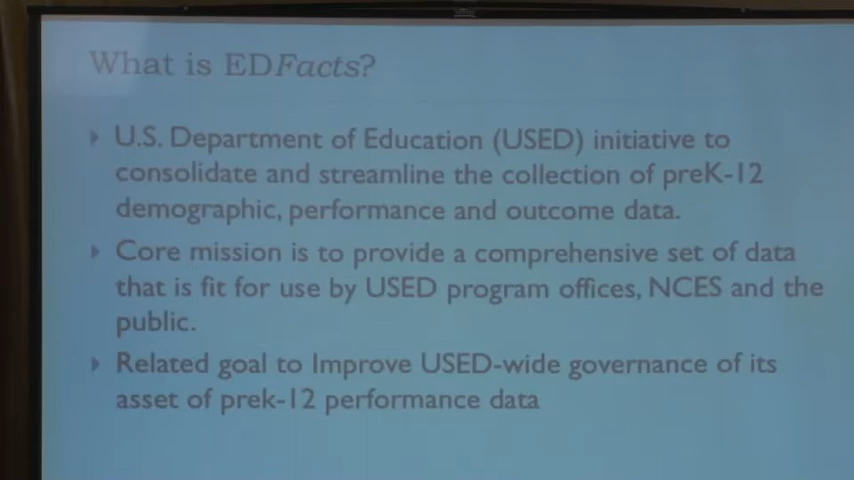 What is EDFacts?
U.S. Department of Education (USED) initiative to
consolidate and streamline the collection of preK-12
demographic, performance and outcome data.
Core mission is to provide a comprehensive set of data
that is fit for use by USED program offices, NCES and the
public.
Related goal to Improve USED-wide governance of its
asset of prek-12 performance data